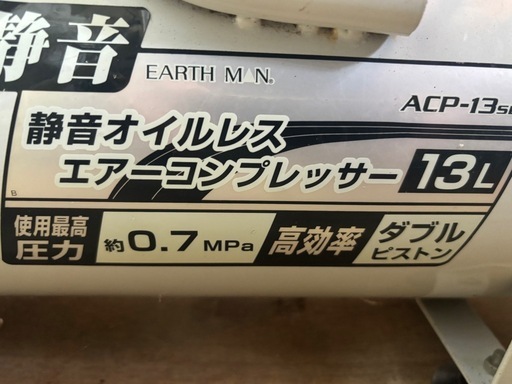 静音
EARTH MAN
ACP-13S
静音オイルレス
エアーコンプレッサー 13L
使用最高圧力 約0.7MPa 高効率 ダブルピストン
B